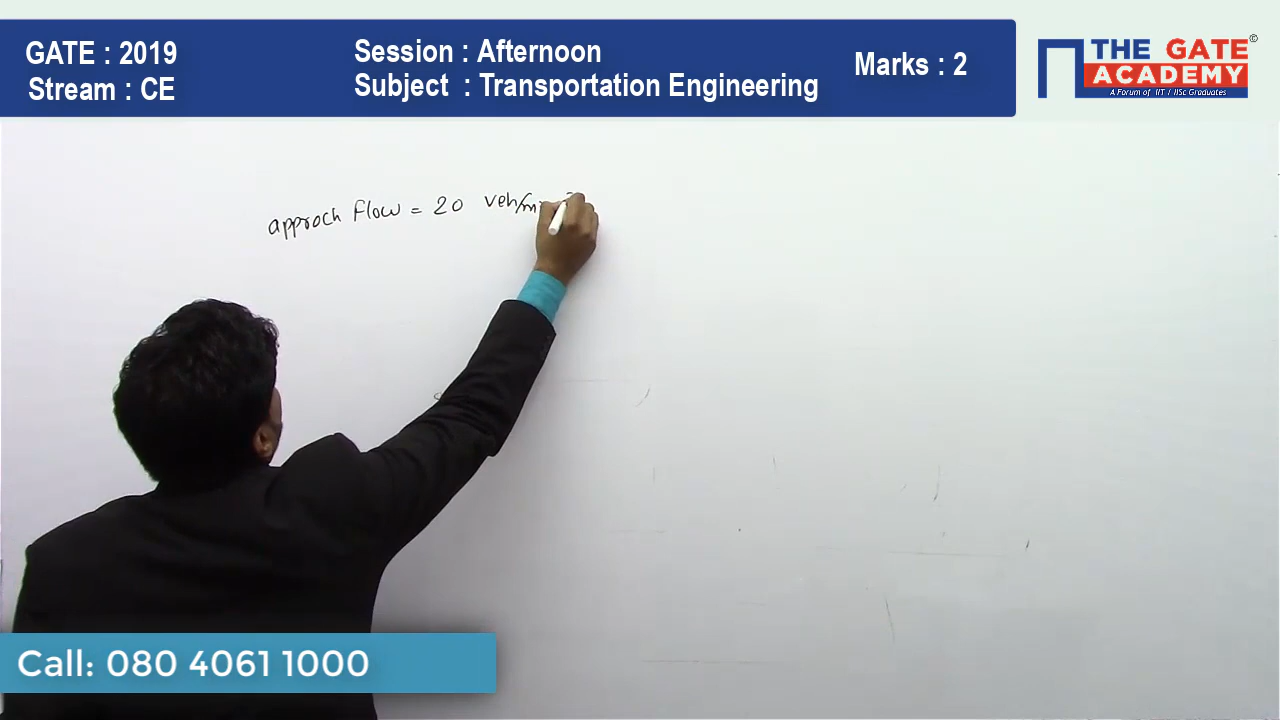 GATE : 2019
Stream : CE
Session : Afternoon
Subject : Transportation Engineering
Marks : 2
THE GATE
ACADEMY
©
A Forum of IIT / IISc Graduates
approch flow = 20 veh/
Call: 080 4061 1000